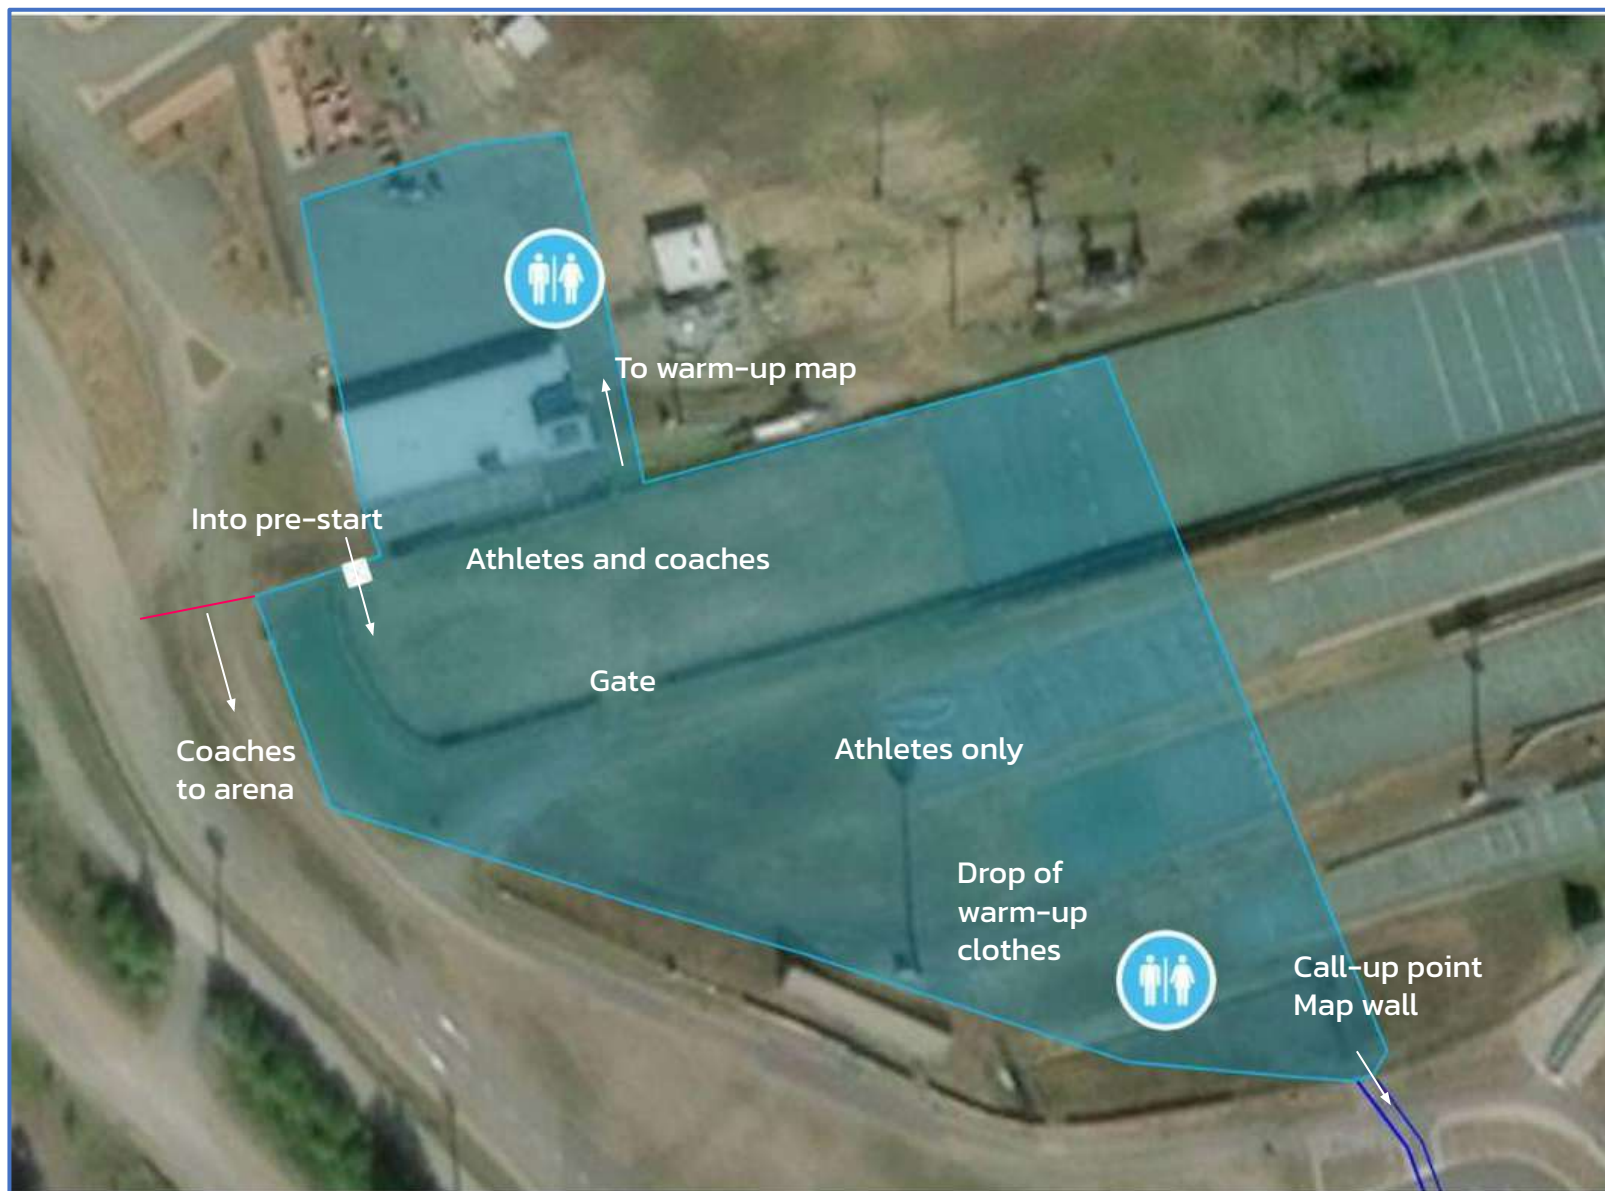 To warm-up map
Into pre-start
Athletes and coaches
Gate
Coaches
to arena
Athletes only
Drop of
warm-up
clothes
Call-up point
Map wall